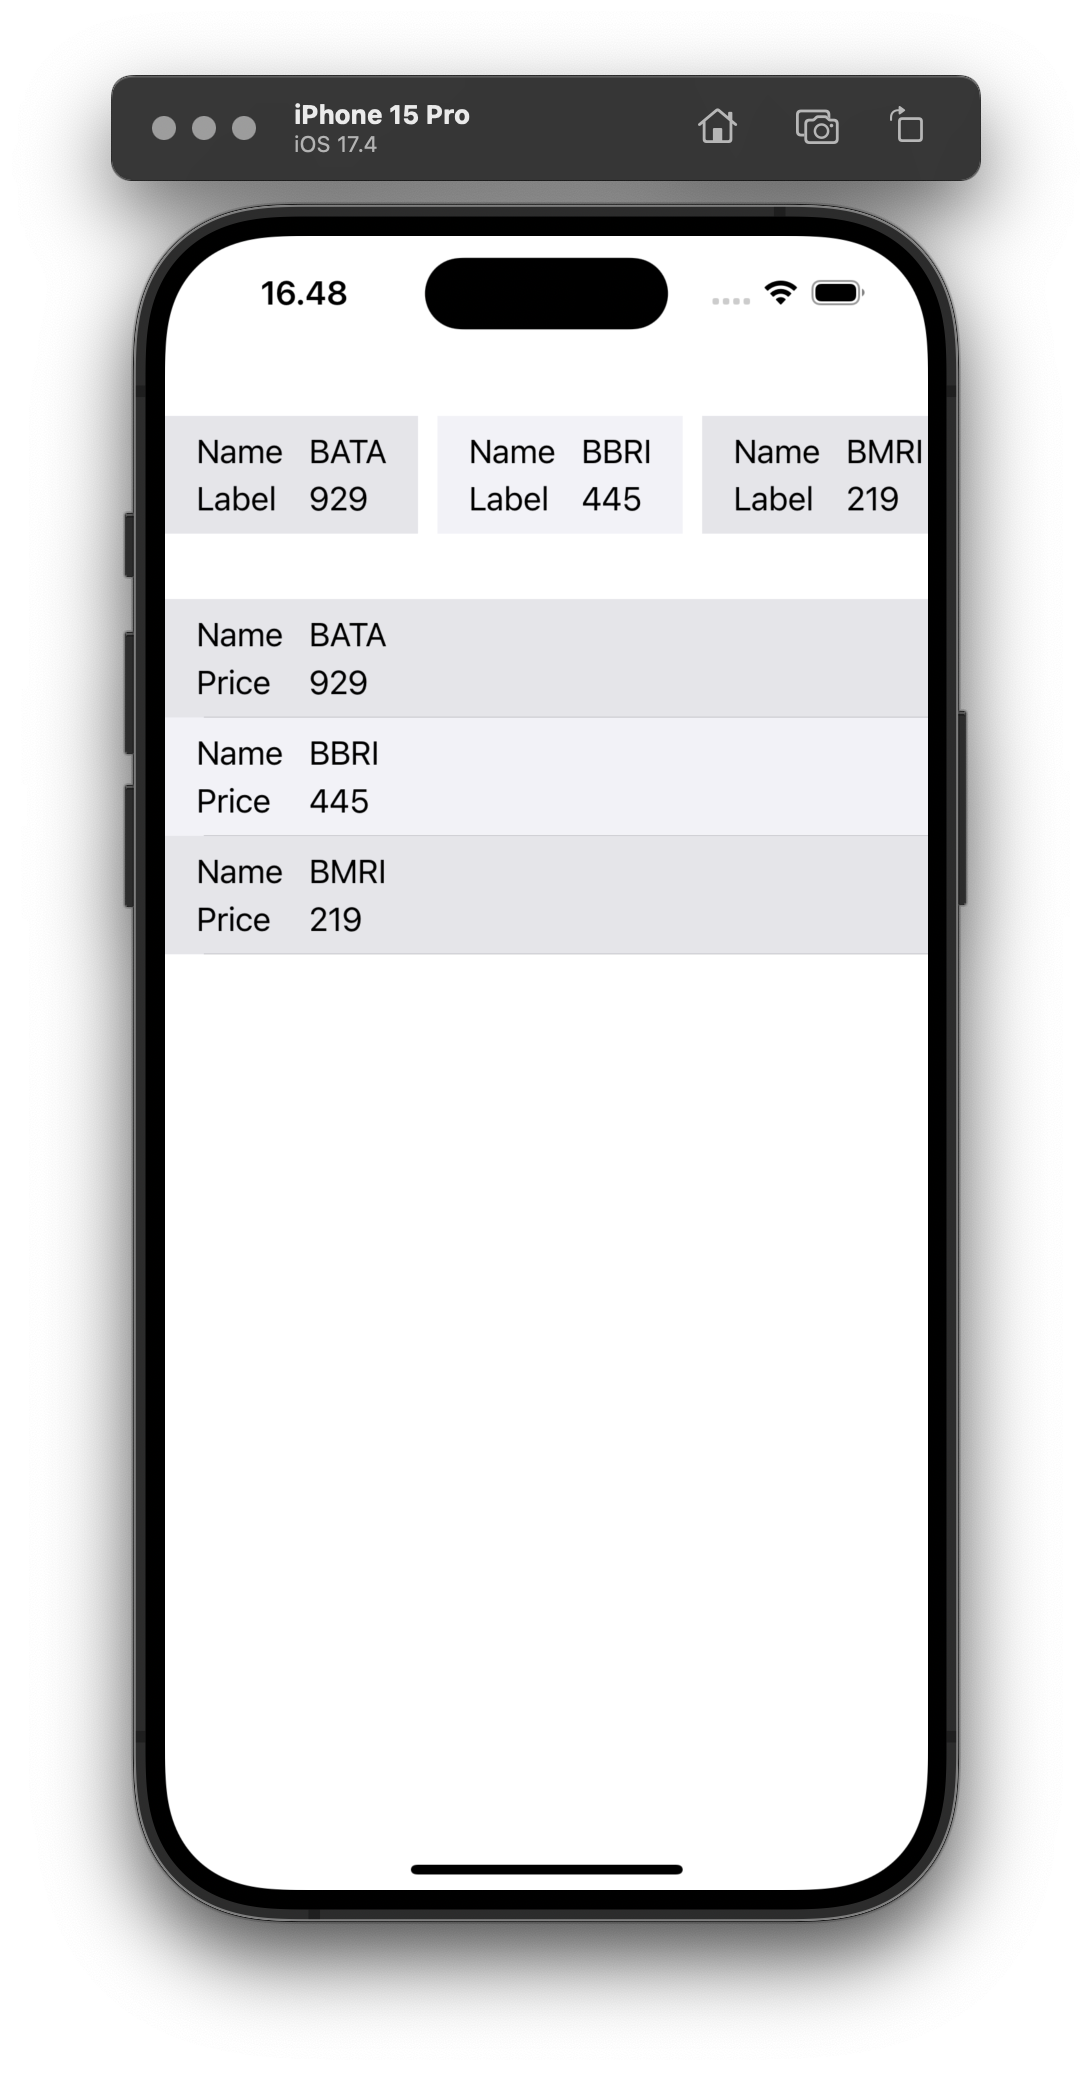 iPhone 15 Pro
iOS 17.4
16.48
Name BATA Name BBRI Name BMRI
Label 929 Label 445 Label 219
Name BATA
Price 929
Name BBRI
Price 445
Name BMRI
Price 219